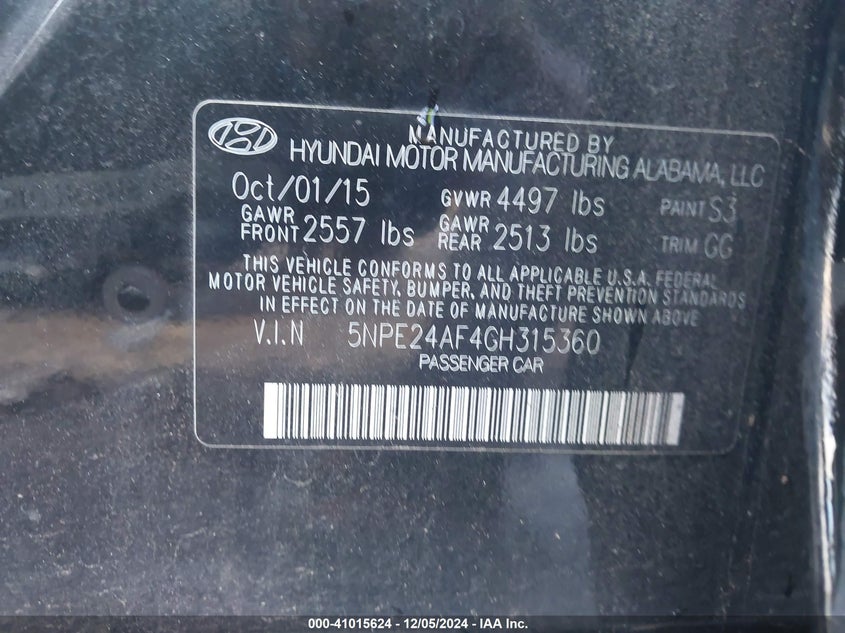 MANUFACTURED BY
HYUNDAI MOTOR MANUFACTURING ALABAMA, LLC
Oct/01/15 GVWR 4497 lbs PAINT S3
GAWR FRONT 2557 lbs GAWR REAR 2513 lbs TRIM GG
THIS VEHICLE CONFORMS TO ALL APPLICABLE U.S.A. FEDERAL
MOTOR VEHICLE SAFETY, BUMPER, AND THEFT PREVENTION STANDARDS
IN EFFECT ON THE DATE OF MANUFACTURE SHOWN ABOVE
V.I.N 5NPE24AF4GH315360
PASSENGER CAR
000-41015624 - 12/05/2024 - IAA Inc.